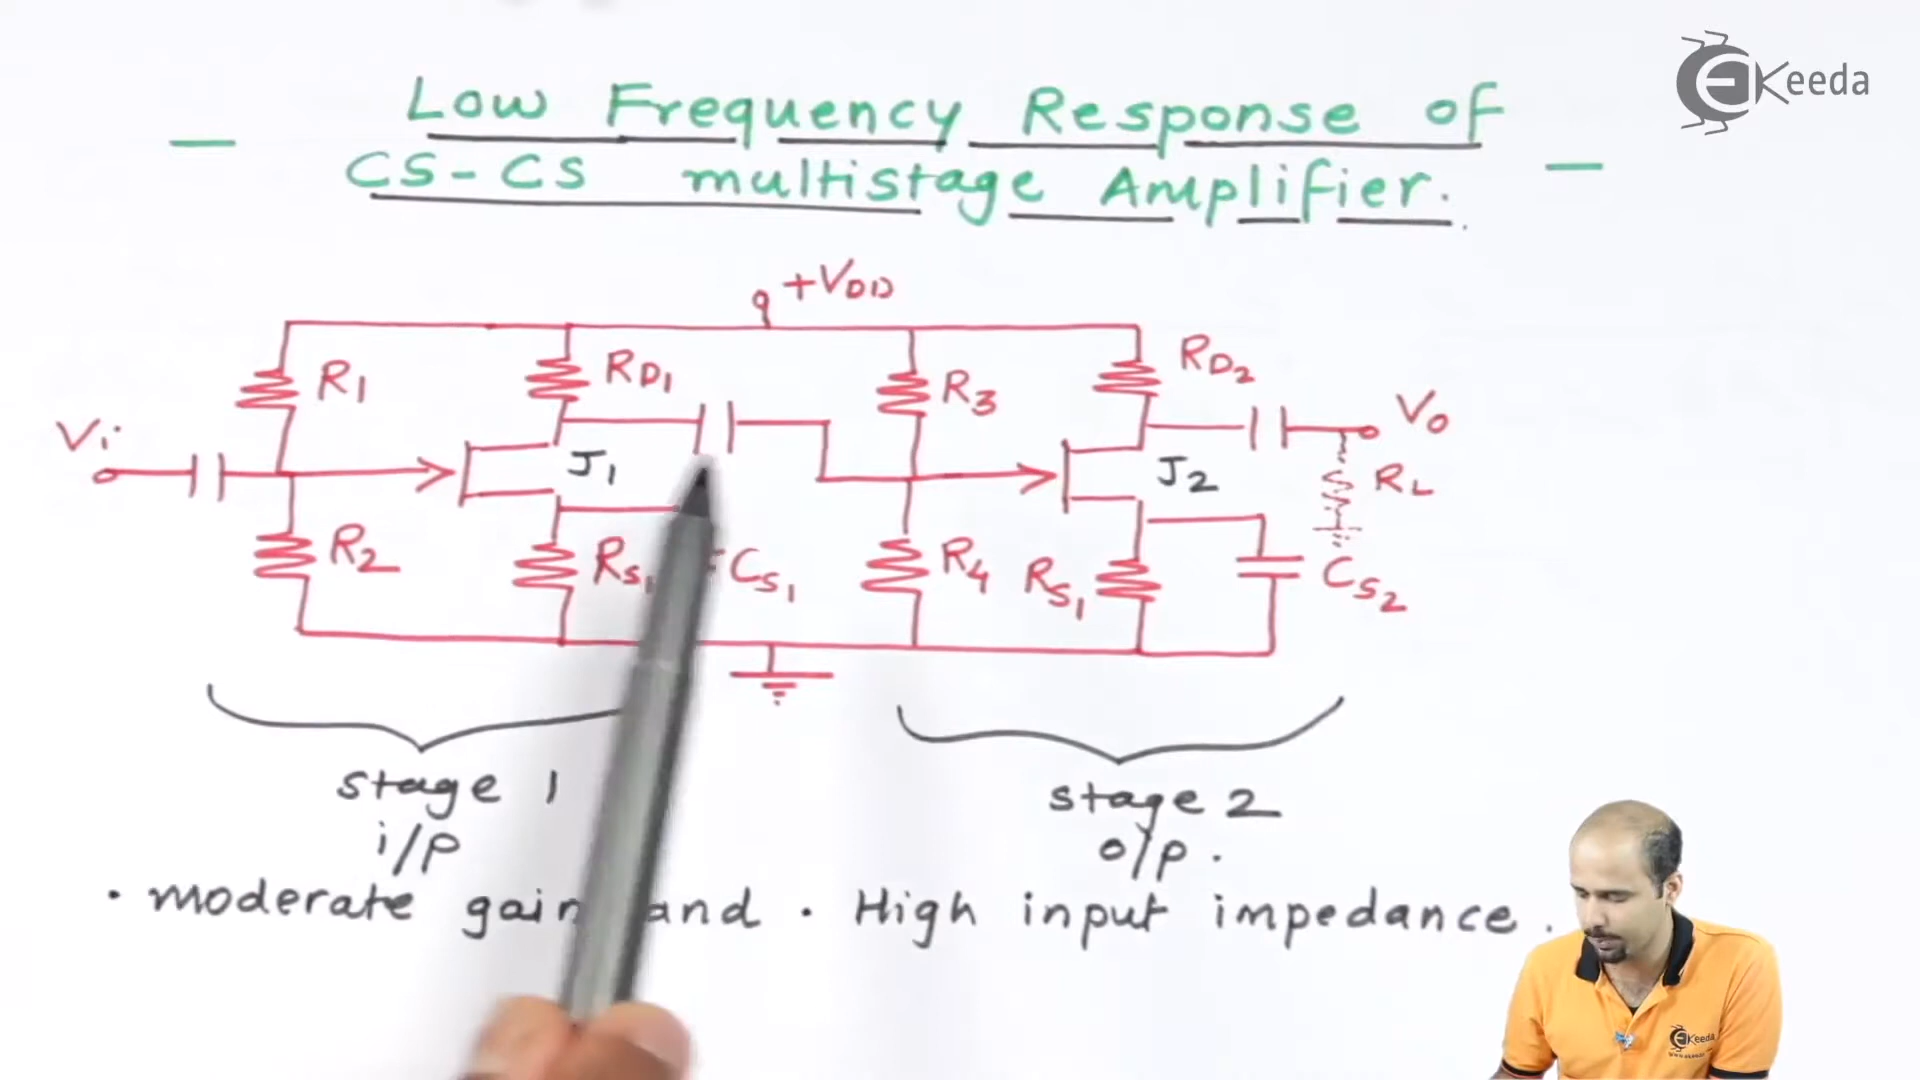 Low Frequency Response of
- CS-CS multistage Amplifier. -
EKeeda
+VDD
R1
RD1
R3
RD2
Vi
Vo
J1
J2
RL
R2
RS1
CS1
R4
RS1
CS2
stage 1
i/p
stage 2
o/p.
• moderate gain and • High input impedance.
EKeeda